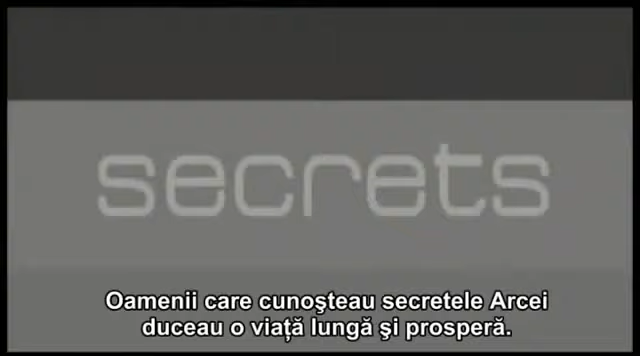 secrets
Oamenii care cunoşteau secretele Arcei
duceau o viaţă lungă şi prosperă.